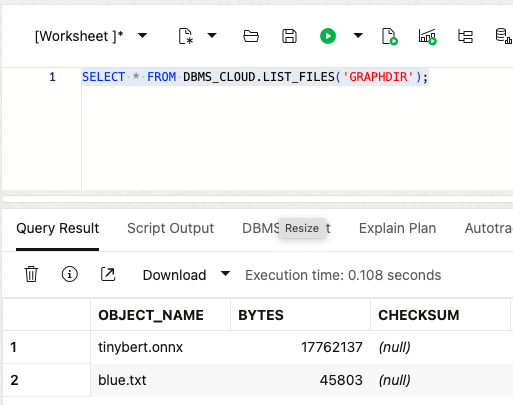 [Worksheet ]*
1 SELECT * FROM DBMS_CLOUD.LIST_FILES('GRAPHDIR');
Query Result Script Output DBMS Resize t Explain Plan Autotra
Download Execution time: 0.108 seconds
OBJECT_NAME BYTES CHECKSUM
1 tinybert.onnx 17762137 (null)
2 blue.txt 45803 (null)